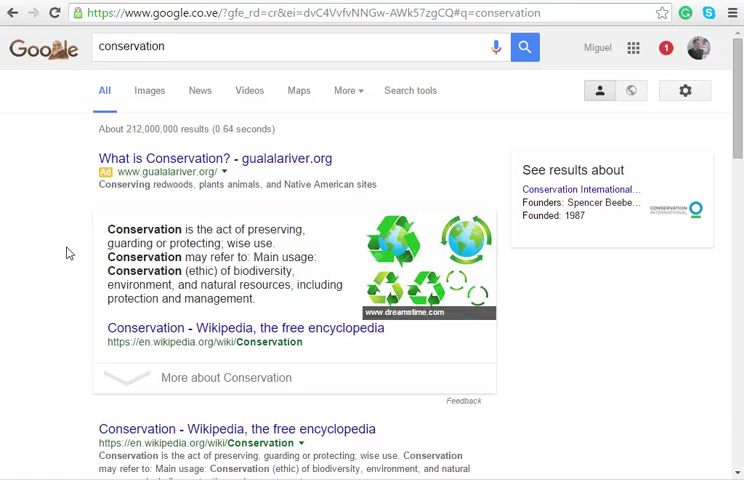 https://www.google.co.ve/?gfe_rd=cr&ei=dvC4VvfvNNGw-AWk57zgCQ#q=conservation
Google
conservation
Miguel
1
All Images News Videos Maps More Search tools
About 212,000,000 results (0.64 seconds)
What is Conservation? - gualalariver.org
Ad www.gualalariver.org/
Conserving redwoods, plants animals, and Native American sites
Conservation is the act of preserving,
guarding or protecting; wise use.
Conservation may refer to: Main usage:
Conservation (ethic) of biodiversity,
environment, and natural resources, including
protection and management.
www.dreamstime.com
Conservation - Wikipedia, the free encyclopedia
https://en.wikipedia.org/wiki/Conservation
More about Conservation
Feedback
Conservation - Wikipedia, the free encyclopedia
https://en.wikipedia.org/wiki/Conservation
Conservation is the act of preserving, guarding or protecting; wise use. Conservation
may refer to: Main usage: Conservation (ethic) of biodiversity, environment, and natural
See results about
Conservation International...
Founders: Spencer Beebe...
Founded: 1987
CONSERVATION
INTERNATIONAL